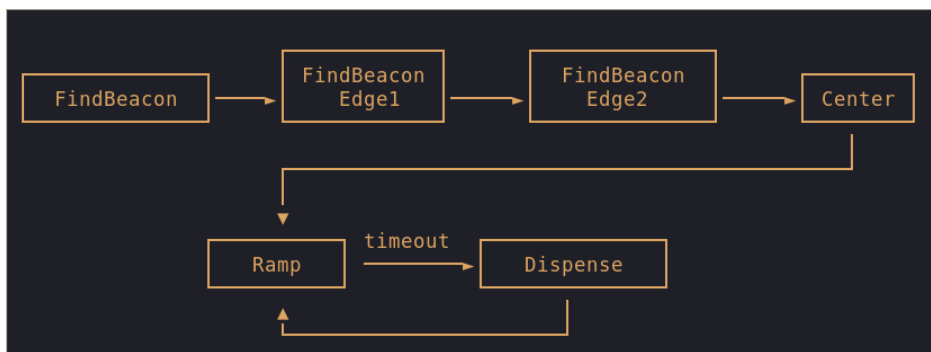 FindBeacon
FindBeacon
Edge1
FindBeacon
Edge2
Center
Ramp
timeout
Dispense